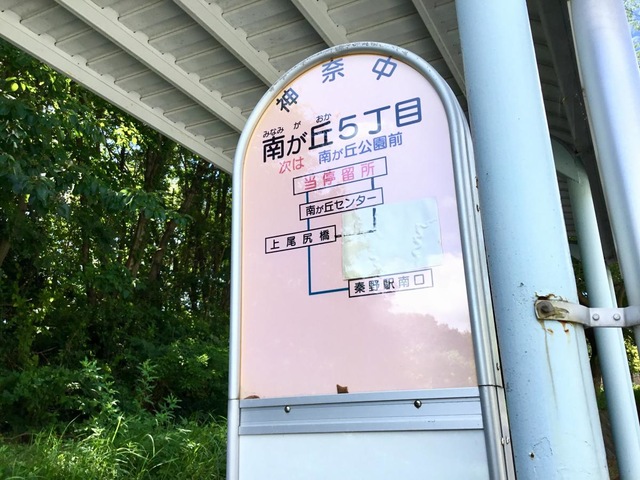 神奈中
みなみ が おか
南が丘5丁目
次は 南が丘公園前
当停留所
南が丘センター
上尾尻橋
秦野駅南口